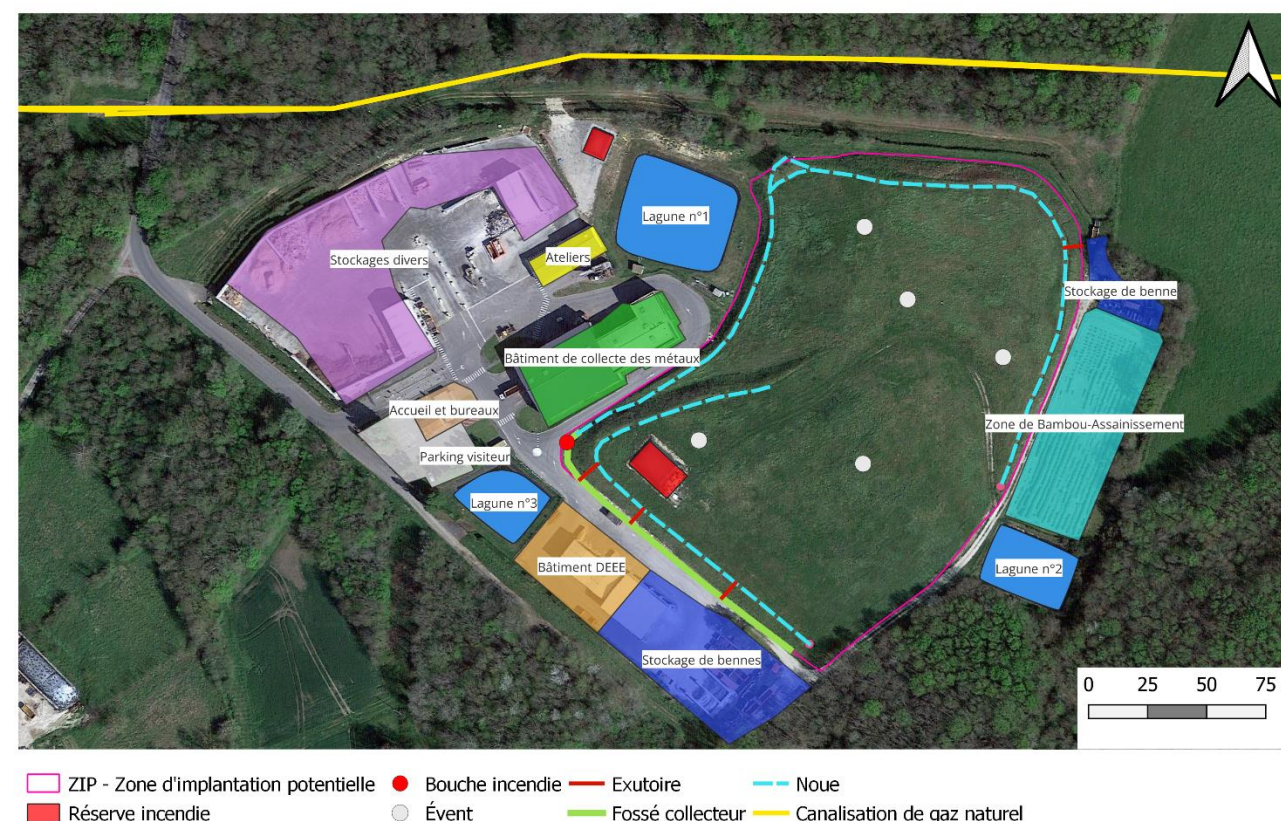 Lagune n°1
Stockages divers
Ateliers
Stockage de benne
Bâtiment de collecte des métaux
Accueil et bureaux
Zone de Bambou-Assainissement
Parking visiteur
Lagune n°3
Bâtiment DEEE
Lagune n°2
Stockage de bennes
0 25 50 75
ZIP - Zone d'implantation potentielle
Bouche incendie
Exutoire
Noue
Réserve incendie
Évent
Fossé collecteur
Canalisation de gaz naturel